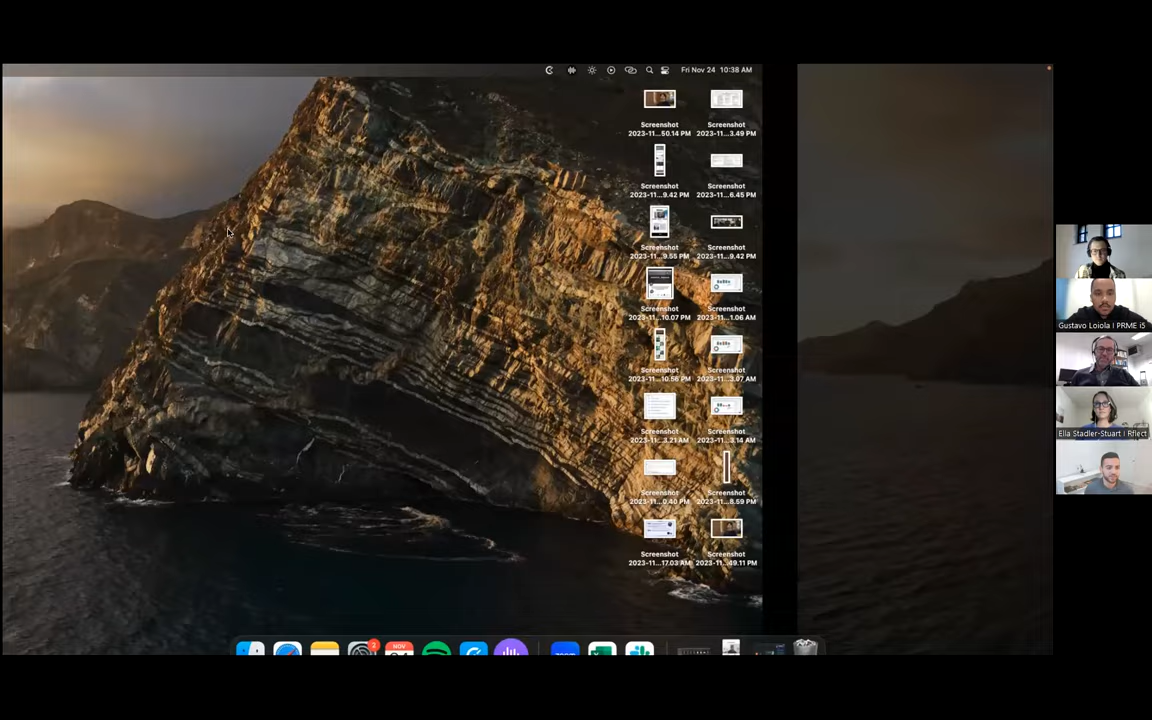 Fri Nov 24 10:38 AM
Screenshot
2023-11...50.14 PM
Screenshot
2023-11...3.49 PM
Screenshot
2023-11...9.42 PM
Screenshot
2023-11...6.45 PM
Screenshot
2023-11...9.55 PM
Screenshot
2023-11...9.42 PM
Screenshot
2023-11...10.07 PM
Screenshot
2023-11...1.06 AM
Screenshot
2023-11...10.58 PM
Screenshot
2023-11...3.07 AM
Screenshot
2023-11...3.21 AM
Screenshot
2023-11...3.14 AM
Screenshot
2023-11...0.40 PM
Screenshot
2023-11...8.59 PM
Screenshot
2023-11...17.03 AM
Screenshot
2023-11...49.11 PM
Gustavo Loiola | PRME i5
Ella Stadler-Stuart | Rflect
2
NOV
zoom